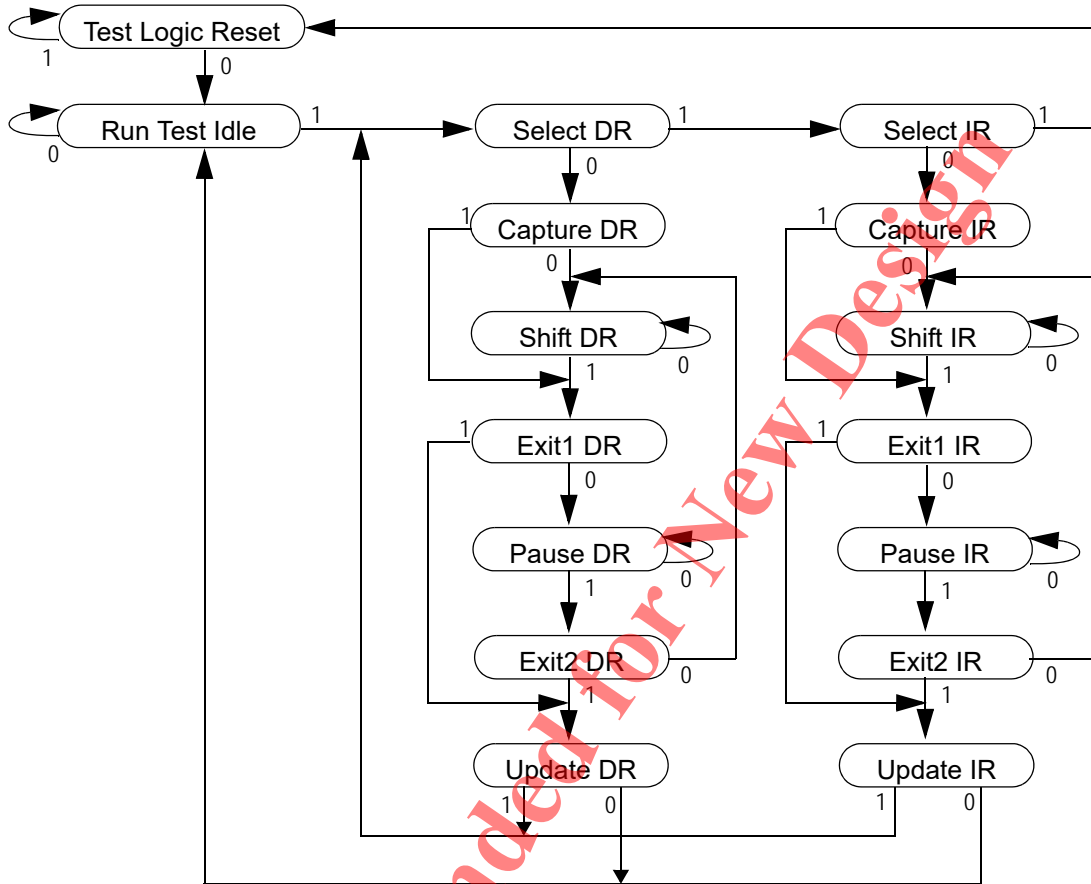 Test Logic Reset
1
0
Run Test Idle
0
1
Select DR
1
Select IR
1
0
0
1
Capture DR
1
Capture IR
0
0
Shift DR
0
Shift IR
0
1
1
1
Exit1 DR
1
Exit1 IR
0
0
Pause DR
0
Pause IR
0
1
1
Exit2 DR
0
Exit2 IR
0
1
1
Update DR
Update IR
1
0
1
0
for New Design